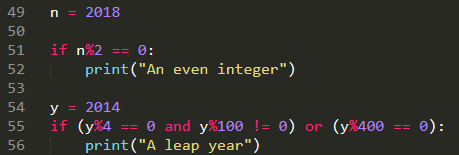 49 n = 2018
50
51 if n%2 == 0:
52     print("An even integer")
53
54 y = 2014
55 if (y%4 == 0 and y%100 != 0) or (y%400 == 0):
56     print("A leap year")